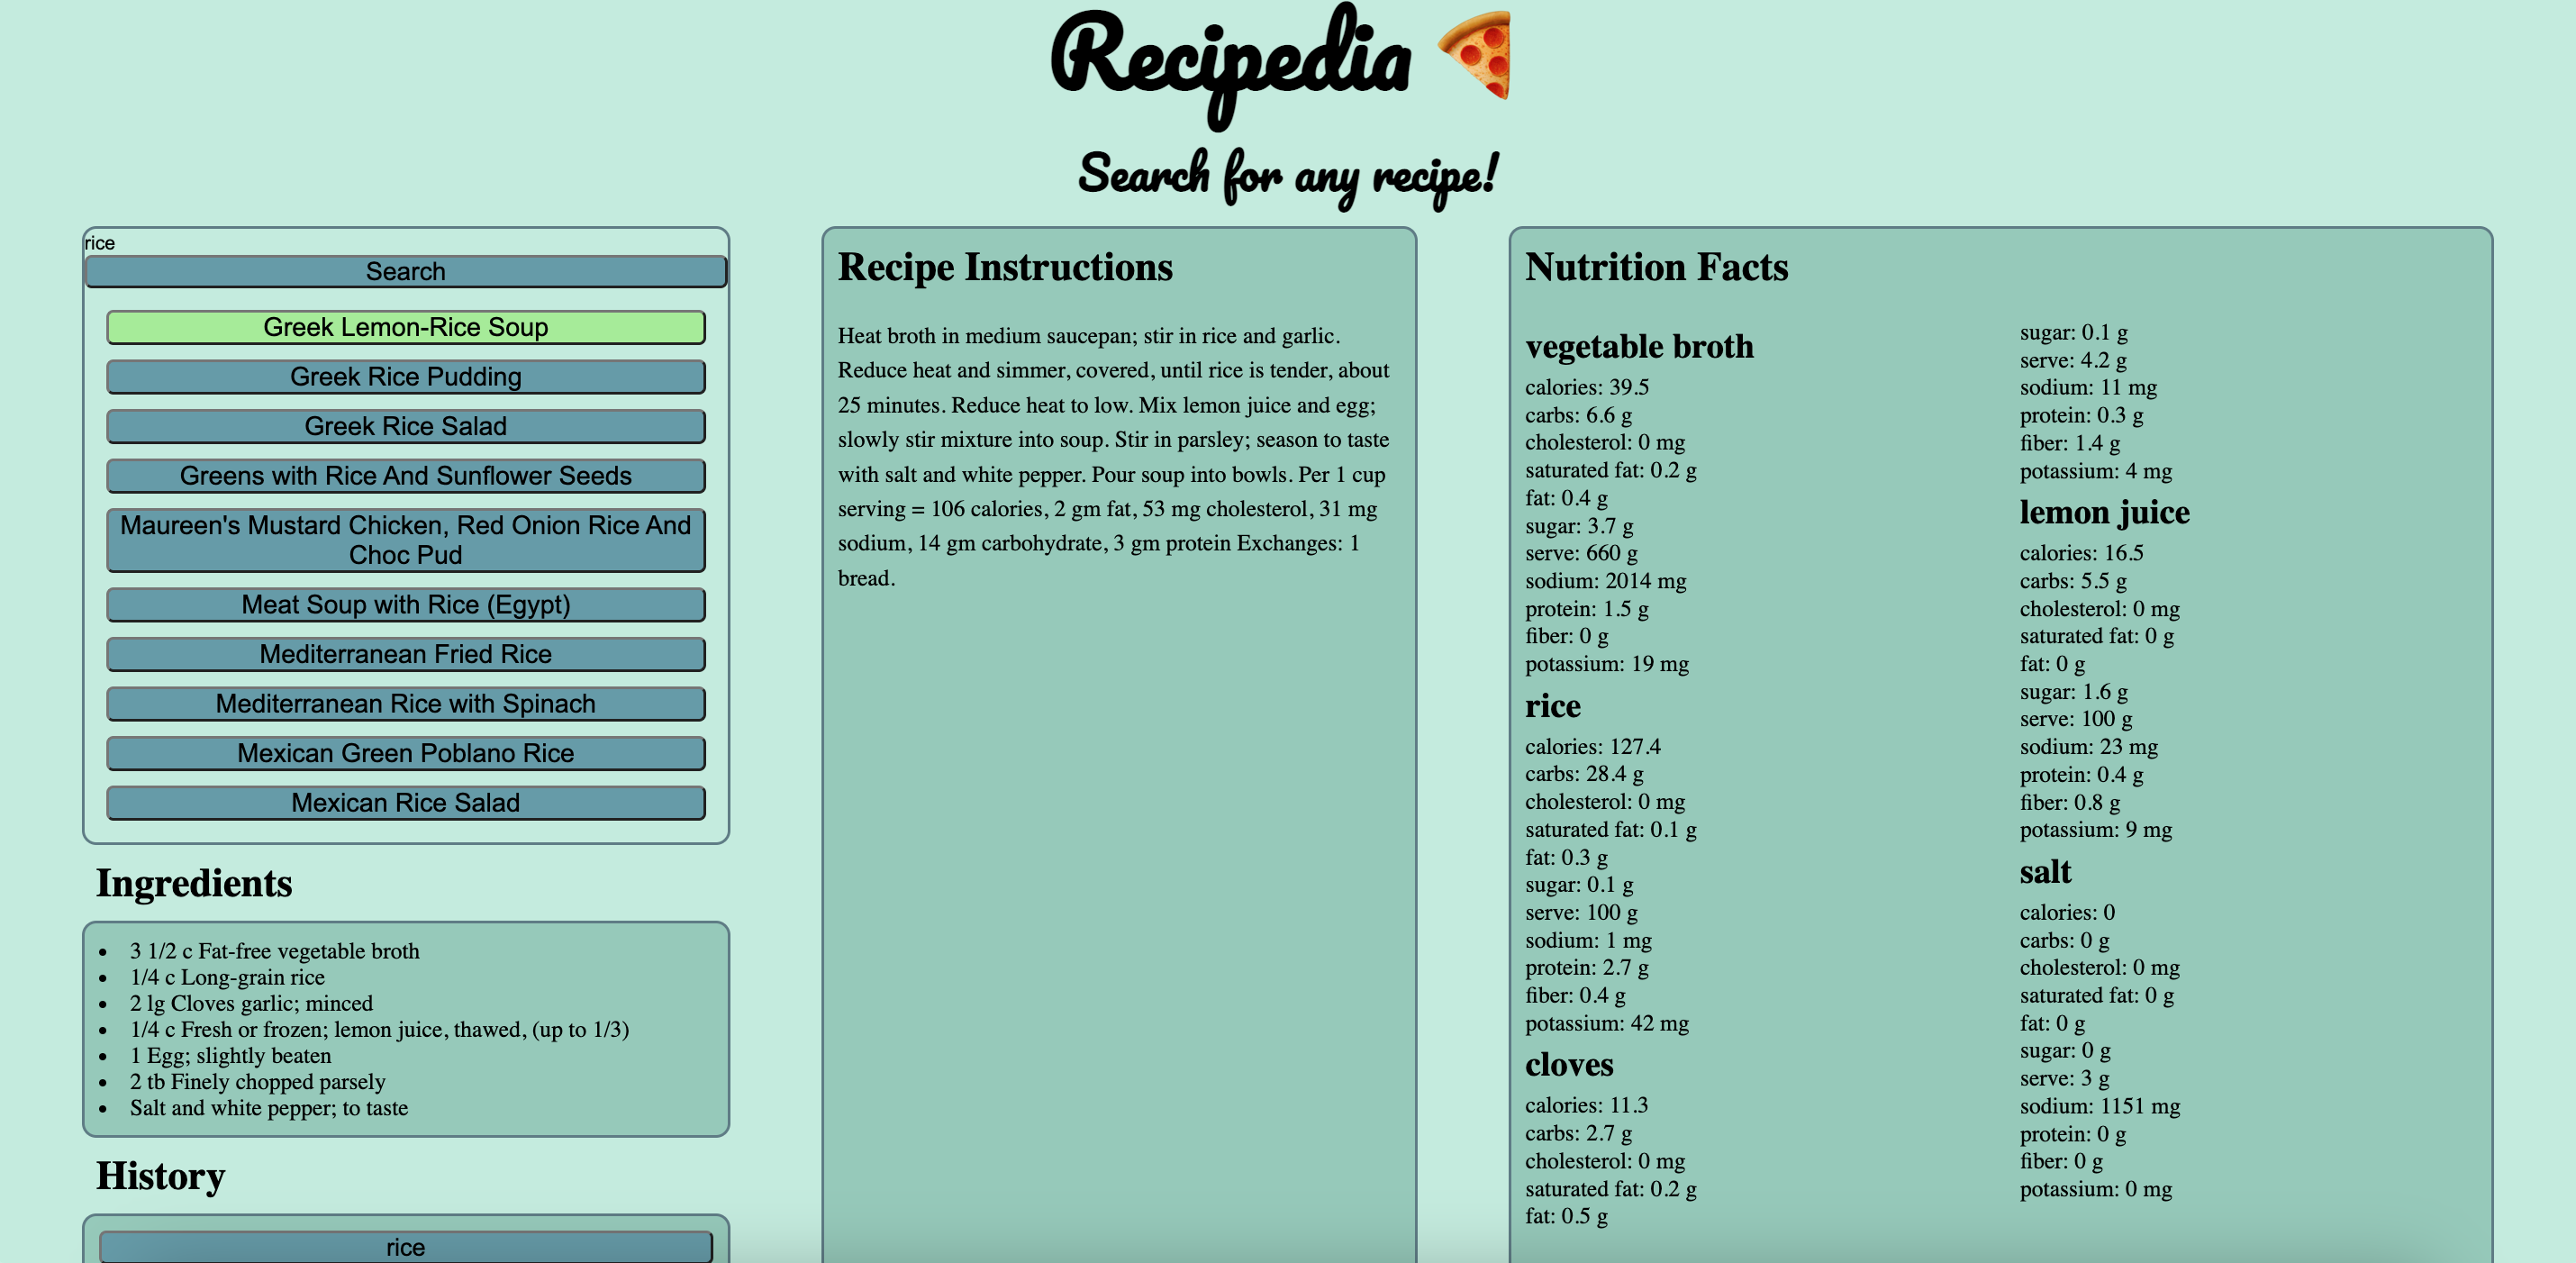 Recipedia
Search for any recipe!
rice
Search
Greek Lemon-Rice Soup
Greek Rice Pudding
Greek Rice Salad
Greens with Rice And Sunflower Seeds
Maureen's Mustard Chicken, Red Onion Rice And
Choc Pud
Meat Soup with Rice (Egypt)
Mediterranean Fried Rice
Mediterranean Rice with Spinach
Mexican Green Poblano Rice
Mexican Rice Salad
Ingredients
• 3 1/2 c Fat-free vegetable broth
• 1/4 c Long-grain rice
• 2 lg Cloves garlic; minced
• 1/4 c Fresh or frozen; lemon juice, thawed, (up to 1/3)
• 1 Egg; slightly beaten
• 2 tb Finely chopped parsely
• Salt and white pepper; to taste
History
rice
Recipe Instructions
Heat broth in medium saucepan; stir in rice and garlic.
Reduce heat and simmer, covered, until rice is tender, about
25 minutes. Reduce heat to low. Mix lemon juice and egg;
slowly stir mixture into soup. Stir in parsley; season to taste
with salt and white pepper. Pour soup into bowls. Per 1 cup
serving = 106 calories, 2 gm fat, 53 mg cholesterol, 31 mg
sodium, 14 gm carbohydrate, 3 gm protein Exchanges: 1
bread.
Nutrition Facts
vegetable broth
calories: 39.5
carbs: 6.6 g
cholesterol: 0 mg
saturated fat: 0.2 g
fat: 0.4 g
sugar: 3.7 g
serve: 660 g
sodium: 2014 mg
protein: 1.5 g
fiber: 0 g
potassium: 19 mg
rice
calories: 127.4
carbs: 28.4 g
cholesterol: 0 mg
saturated fat: 0.1 g
fat: 0.3 g
sugar: 0.1 g
serve: 100 g
sodium: 1 mg
protein: 2.7 g
fiber: 0.4 g
potassium: 42 mg
cloves
calories: 11.3
carbs: 2.7 g
cholesterol: 0 mg
saturated fat: 0.2 g
fat: 0.5 g
sugar: 0.1 g
serve: 4.2 g
sodium: 11 mg
protein: 0.3 g
fiber: 1.4 g
potassium: 4 mg
lemon juice
calories: 16.5
carbs: 5.5 g
cholesterol: 0 mg
saturated fat: 0 g
fat: 0 g
sugar: 1.6 g
serve: 100 g
sodium: 23 mg
protein: 0.4 g
fiber: 0.8 g
potassium: 9 mg
salt
calories: 0
carbs: 0 g
cholesterol: 0 mg
saturated fat: 0 g
fat: 0 g
sugar: 0 g
serve: 3 g
sodium: 1151 mg
protein: 0 g
fiber: 0 g
potassium: 0 mg